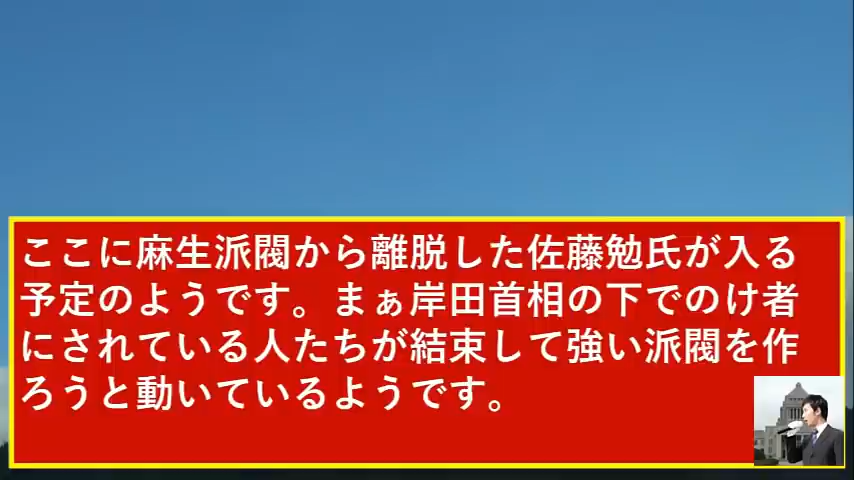 ここに麻生派閥から離脱した佐藤勉氏が入る
予定のようです。まぁ岸田首相の下でのけ者
にされている人たちが結束して強い派閥を作
ろうと動いているようです。